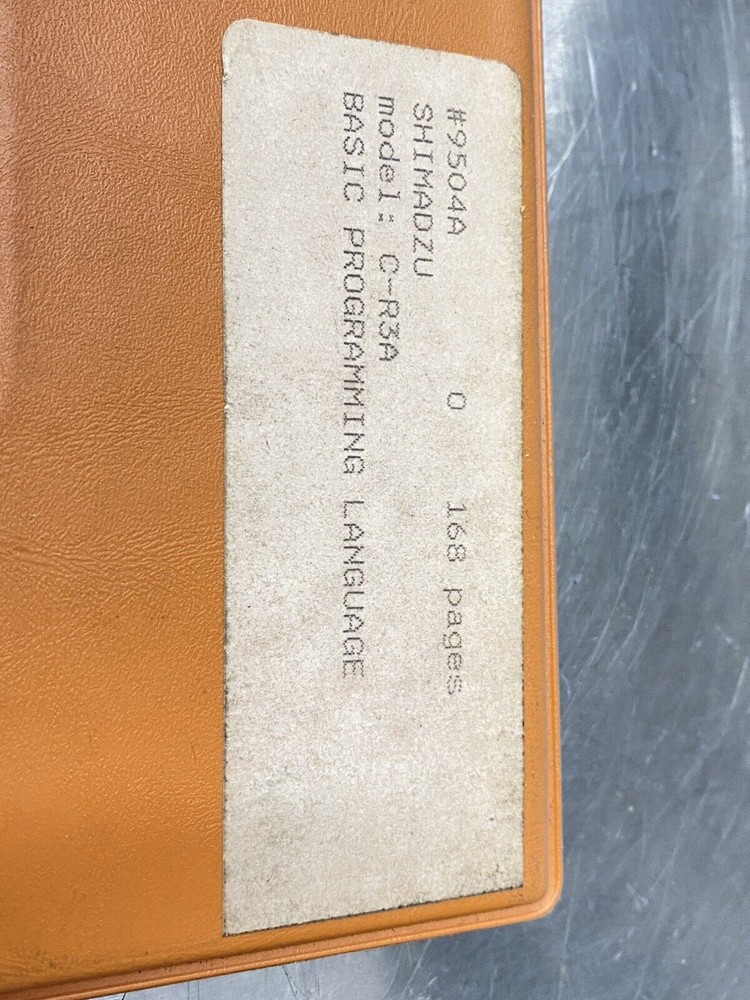 #9504A 0 168 pages
SHIMADZU
model: C-R3A
BASIC PROGRAMMING LANGUAGE